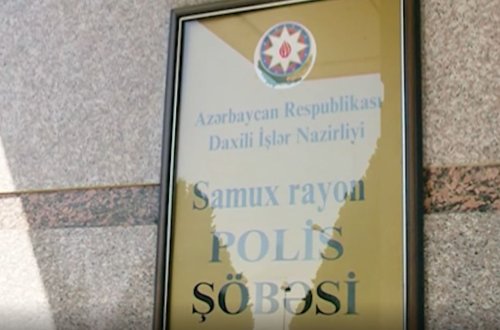 Azərbaycan Respublikası
Daxili İşlər Nazirliyi
Samux rayon
POLİS
ŞÖBƏSİ